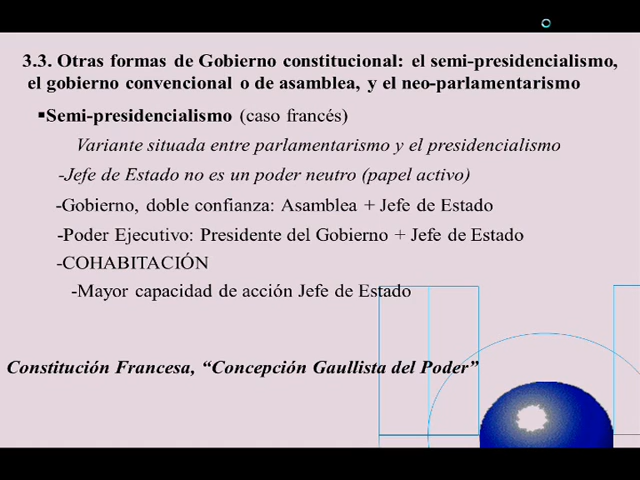 3.3. Otras formas de Gobierno constitucional: el semi-presidencialismo,
el gobierno convencional o de asamblea, y el neo-parlamentarismo
▪Semi-presidencialismo (caso francés)
Variante situada entre parlamentarismo y el presidencialismo
-Jefe de Estado no es un poder neutro (papel activo)
-Gobierno, doble confianza: Asamblea + Jefe de Estado
-Poder Ejecutivo: Presidente del Gobierno + Jefe de Estado
-COHABITACIÓN
-Mayor capacidad de acción Jefe de Estado
Constitución Francesa, “Concepción Gaullista del Poder”